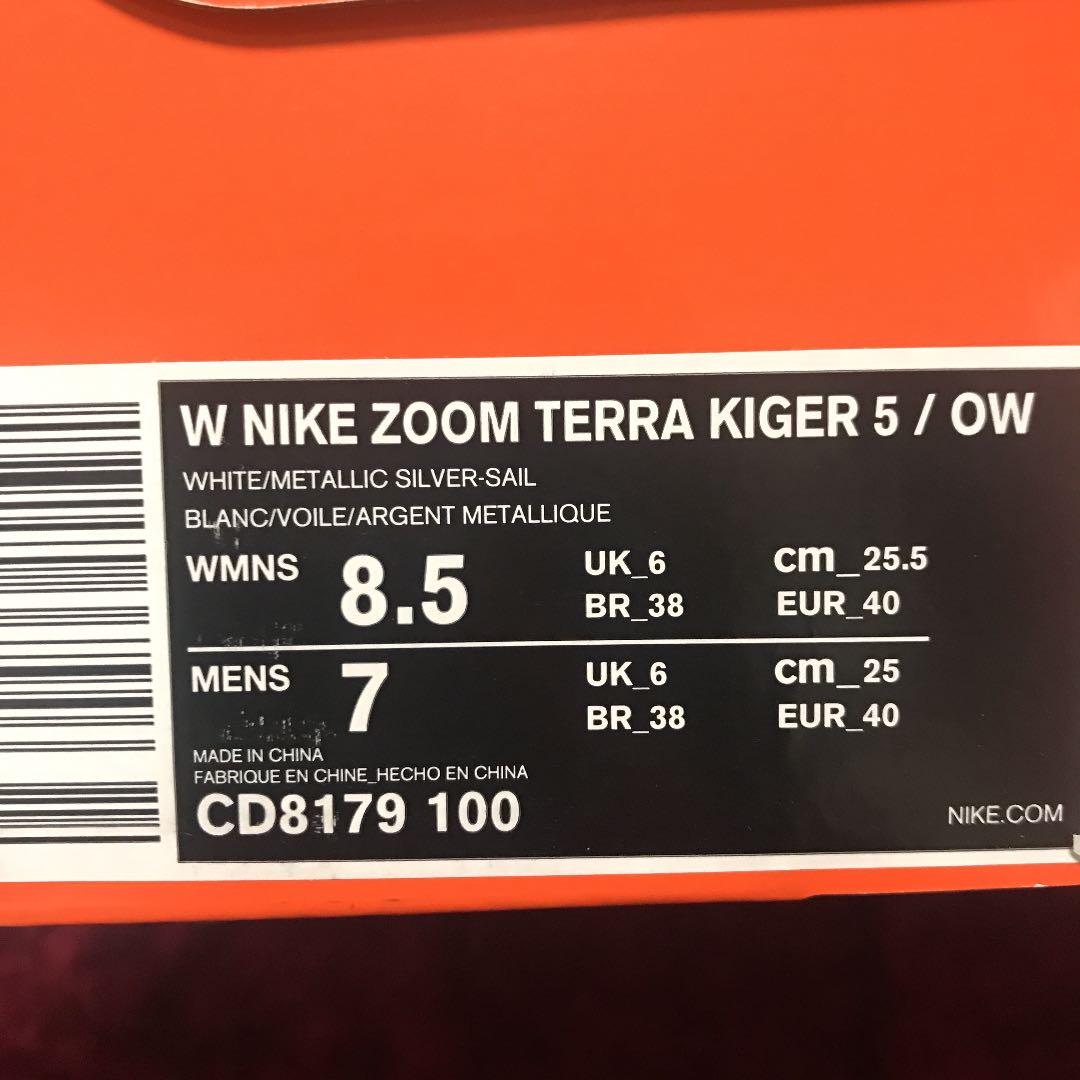 W NIKE ZOOM TERRA KIGER 5 / OW
WHITE/METALLIC SILVER-SAIL
BLANC/VOILE/ARGENT METALLIQUE
WMNS 8.5 UK_6 cm_25.5
BR_38 EUR_40
MENS 7 UK_6 cm_25
BR_38 EUR_40
MADE IN CHINA
FABRIQUE EN CHINE_HECHO EN CHINA
CD8179 100
NIKE.COM